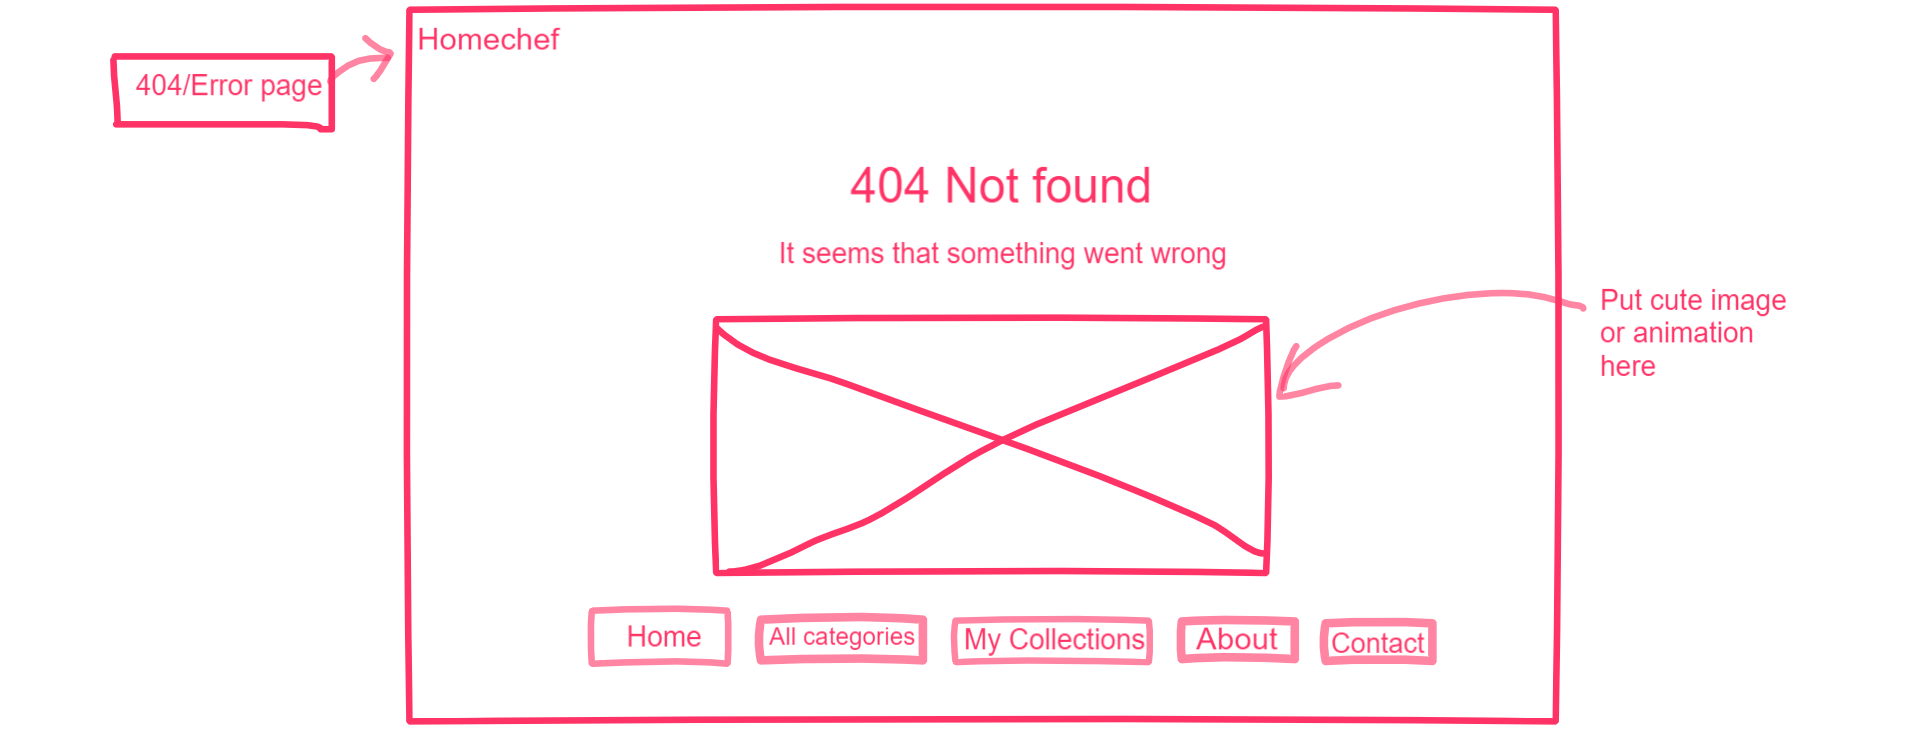 Homechef
404/Error page
404 Not found
It seems that something went wrong
Put cute image
or animation
here
Home
All categories
My Collections
About
Contact